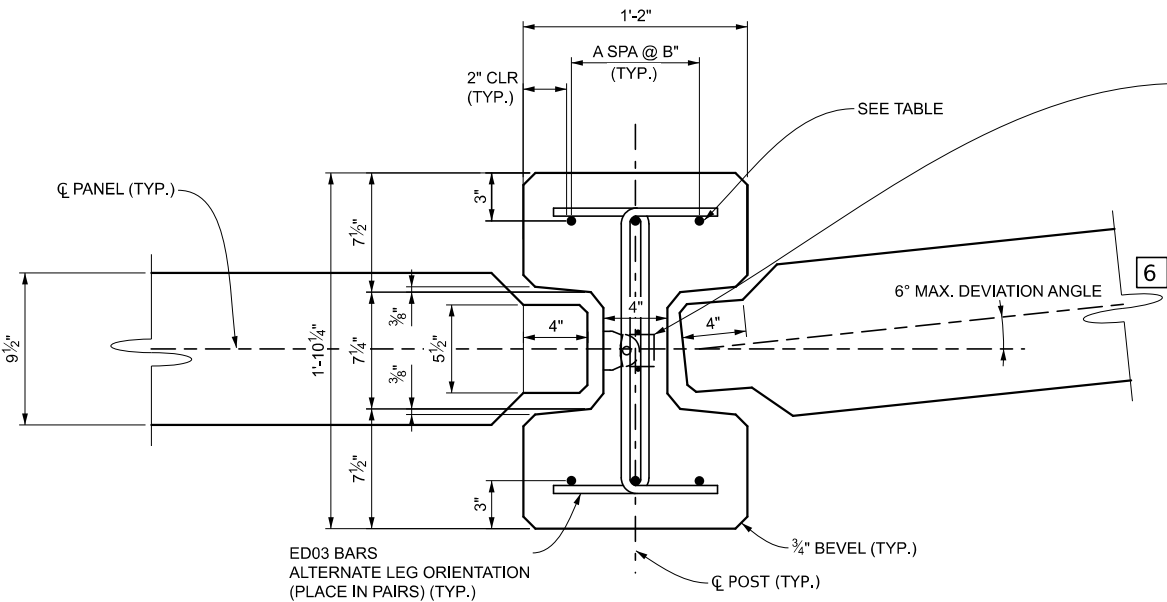 1'-2"
A SPA @ B"
(TYP.)
2" CLR
(TYP.)
SEE TABLE
℄ PANEL (TYP.)
3"
7½"
6
6° MAX. DEVIATION ANGLE
⅜"
4"
4"
4"
9½"
1'-10¼"
7¼"
5½"
⅜"
7½"
3"
ED03 BARS
ALTERNATE LEG ORIENTATION
(PLACE IN PAIRS) (TYP.)
¾" BEVEL (TYP.)
℄ POST (TYP.)